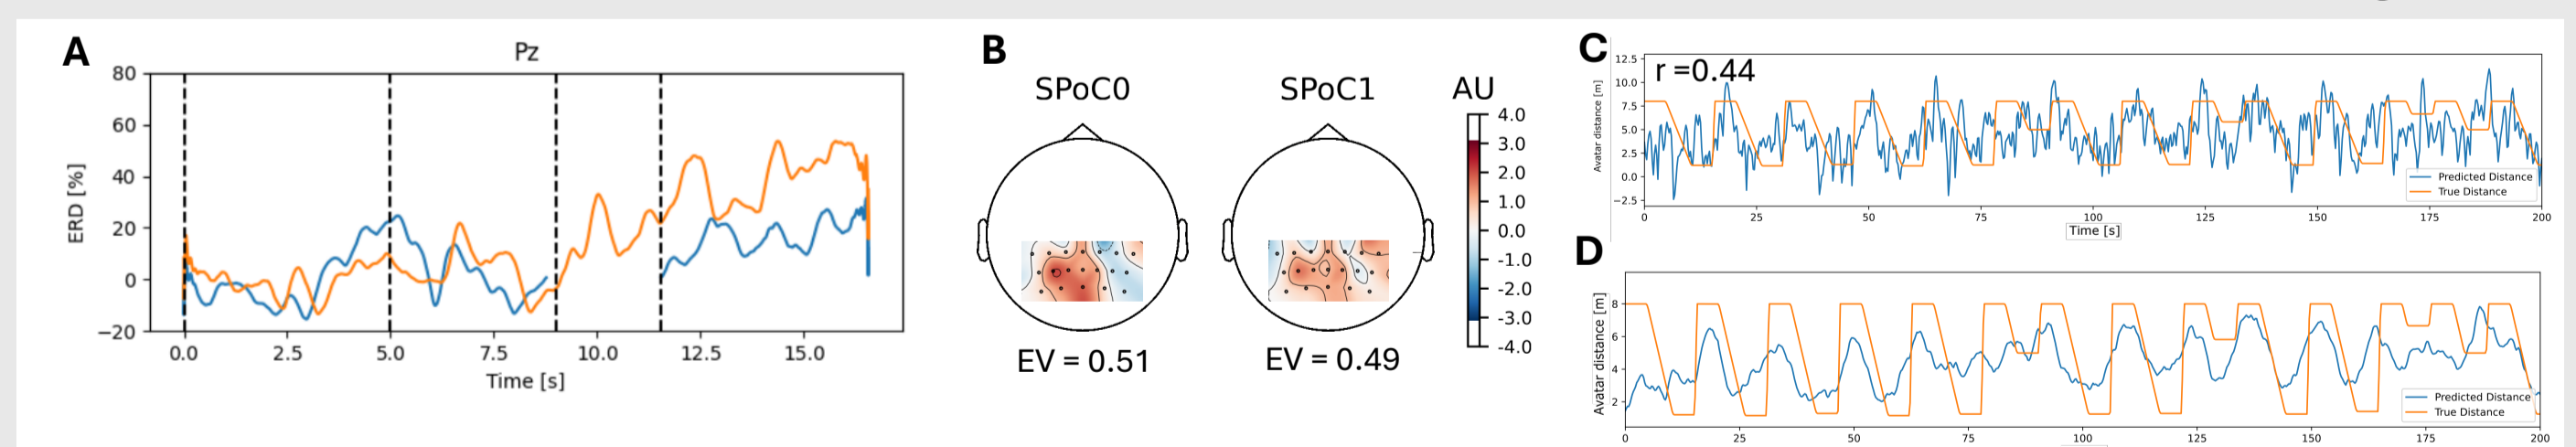 A
Pz
80
60
40
20
0
−20
ERD [%]
0.0 2.5 5.0 7.5 10.0 12.5 15.0
Time [s]
B
SPoC0 SPoC1 AU
4.0
3.0
2.0
1.0
0.0
-1.0
-2.0
-3.0
-4.0
EV = 0.51 EV = 0.49
C
r =0.44
12.5
10.0
7.5
5.0
2.5
0.0
−2.5
Avatar distance [m]
Predicted Distance
True Distance
0 25 50 75 100 125 150 175 200
Time [s]
D
8
6
4
2
Avatar distance [m]
Predicted Distance
True Distance
0 25 50 75 100 125 150 175 200